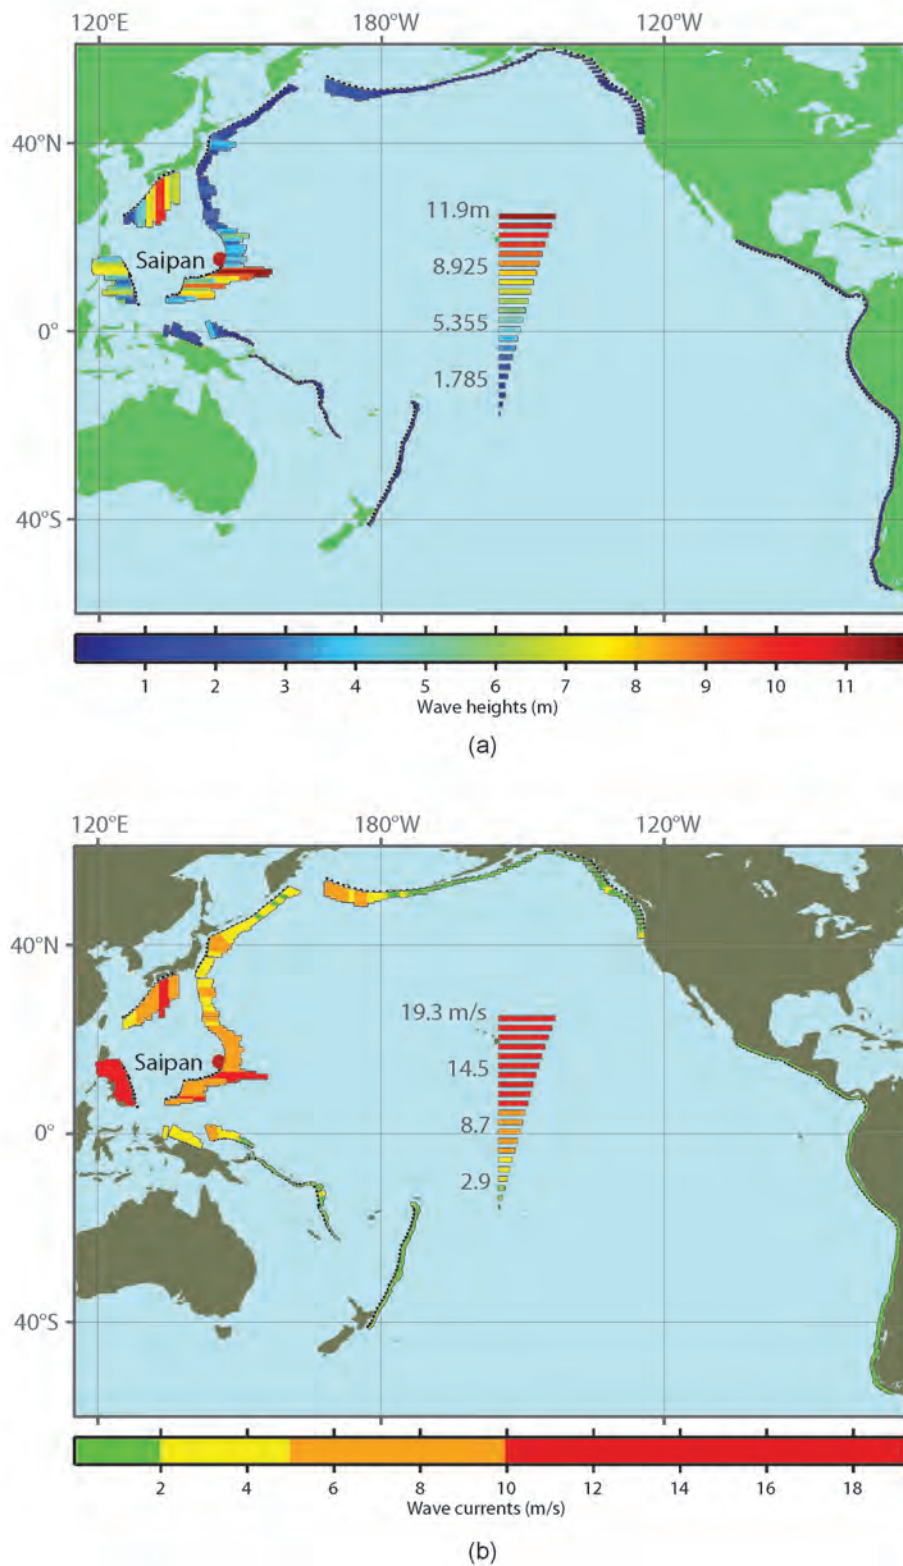 120°E 180°W 120°W
40°N
11.9m
Saipan 8.925
0° 5.355
1.785
40°S
1 2 3 4 5 6 7 8 9 10 11
Wave heights (m)
(a)
120°E 180°W 120°W
40°N
19.3 m/s
Saipan 14.5
0° 8.7
2.9
40°S
2 4 6 8 10 12 14 16 18
Wave currents (m/s)
(b)